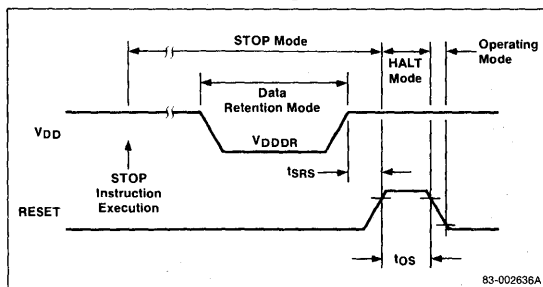 STOP Mode
HALT
Mode
Operating
Mode
Data
Retention Mode
VDD
VDDDR
STOP
Instruction
Execution
tSRS
RESET
tOS
83-002636A